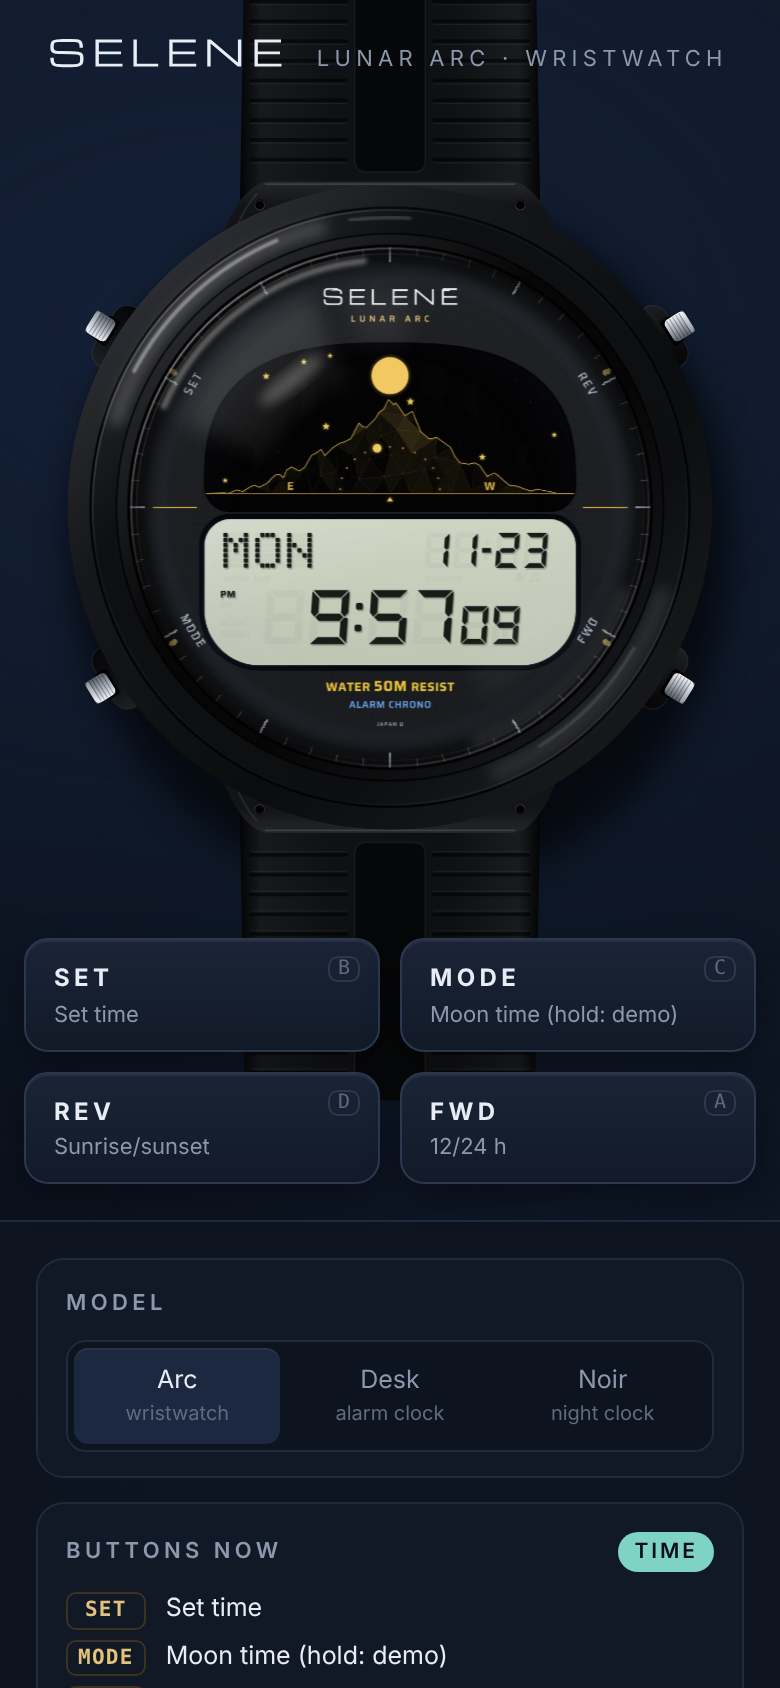 SELENE LUNAR ARC · WRISTWATCH
SELENE
LUNAR ARC
SET
REV
E
W
MON 11-23
PM 9:57 09
MODE
FWD
WATER 50M RESIST
ALARM CHRONO
SET B
Set time
MODE C
Moon time (hold: demo)
REV D
Sunrise/sunset
FWD A
12/24 h
MODEL
Arc
wristwatch
Desk
alarm clock
Noir
night clock
BUTTONS NOW TIME
SET Set time
MODE Moon time (hold: demo)